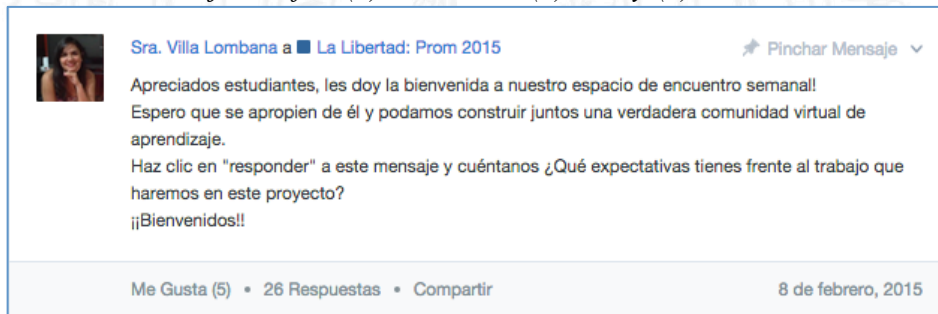 Sra. Villa Lombana a La Libertad: Prom 2015
Pinchar Mensaje
Apreciados estudiantes, les doy la bienvenida a nuestro espacio de encuentro semanal!
Espero que se apropien de él y podamos construir juntos una verdadera comunidad virtual de
aprendizaje.
Haz clic en "responder" a este mensaje y cuéntanos ¿Qué expectativas tienes frente al trabajo que
haremos en este proyecto?
¡¡Bienvenidos!!
Me Gusta (5) • 26 Respuestas • Compartir
8 de febrero, 2015